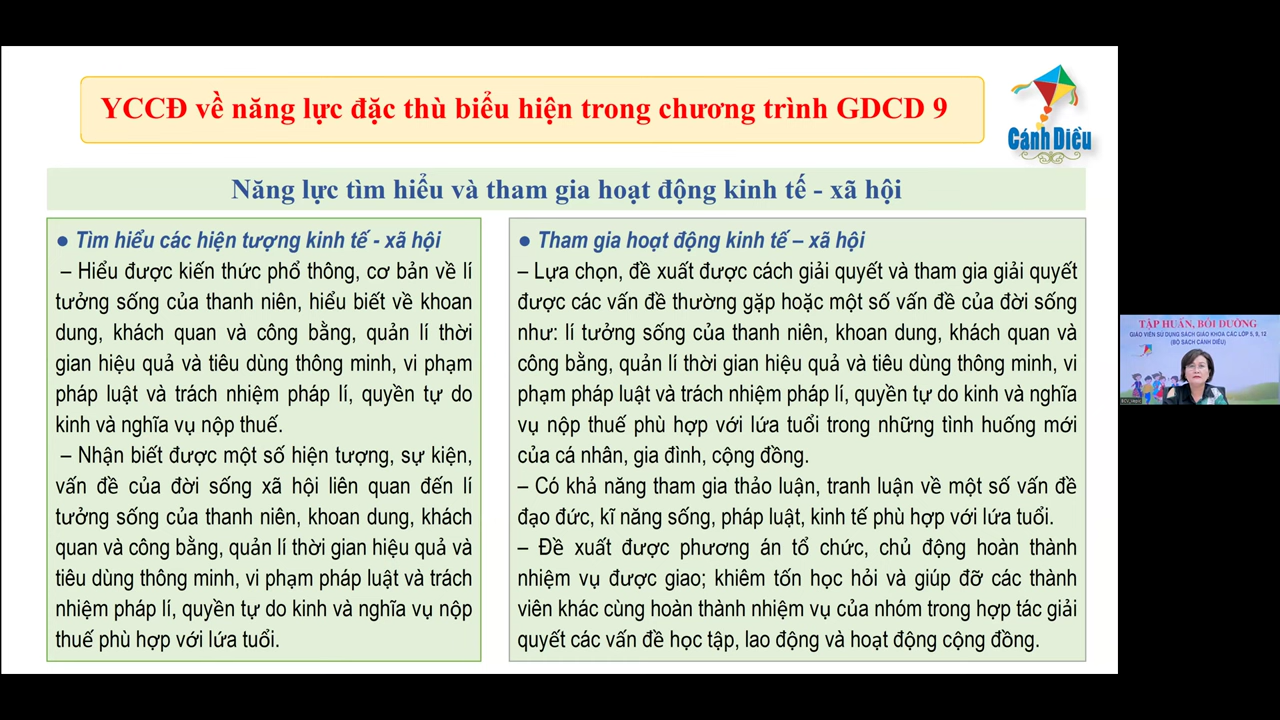 YCCĐ về năng lực đặc thù biểu hiện trong chương trình GDCD 9
Cánh Diều
Năng lực tìm hiểu và tham gia hoạt động kinh tế - xã hội
● Tìm hiểu các hiện tượng kinh tế - xã hội
– Hiểu được kiến thức phổ thông, cơ bản về lí
tưởng sống của thanh niên, hiểu biết về khoan
dung, khách quan và công bằng, quản lí thời
gian hiệu quả và tiêu dùng thông minh, vi phạm
pháp luật và trách nhiệm pháp lí, quyền tự do
kinh và nghĩa vụ nộp thuế.
– Nhận biết được một số hiện tượng, sự kiện,
vấn đề của đời sống xã hội liên quan đến lí
tưởng sống của thanh niên, khoan dung, khách
quan và công bằng, quản lí thời gian hiệu quả và
tiêu dùng thông minh, vi phạm pháp luật và trách
nhiệm pháp lí, quyền tự do kinh và nghĩa vụ nộp
thuế phù hợp với lứa tuổi.
● Tham gia hoạt động kinh tế – xã hội
– Lựa chọn, đề xuất được cách giải quyết và tham gia giải quyết
được các vấn đề thường gặp hoặc một số vấn đề của đời sống
như: lí tưởng sống của thanh niên, khoan dung, khách quan và
công bằng, quản lí thời gian hiệu quả và tiêu dùng thông minh, vi
phạm pháp luật và trách nhiệm pháp lí, quyền tự do kinh và nghĩa
vụ nộp thuế phù hợp với lứa tuổi trong những tình huống mới
của cá nhân, gia đình, cộng đồng.
– Có khả năng tham gia thảo luận, tranh luận về một số vấn đề
đạo đức, kĩ năng sống, pháp luật, kinh tế phù hợp với lứa tuổi.
– Đề xuất được phương án tổ chức, chủ động hoàn thành
nhiệm vụ được giao; khiêm tốn học hỏi và giúp đỡ các thành
viên khác cùng hoàn thành nhiệm vụ của nhóm trong hợp tác giải
quyết các vấn đề học tập, lao động và hoạt động cộng đồng.
TẬP HUẤN, BỒI DƯỠNG
GIÁO VIÊN SỬ DỤNG SÁCH GIÁO KHOA CÁC LỚP 5, 9, 12
(BỘ SÁCH CÁNH DIỀU)